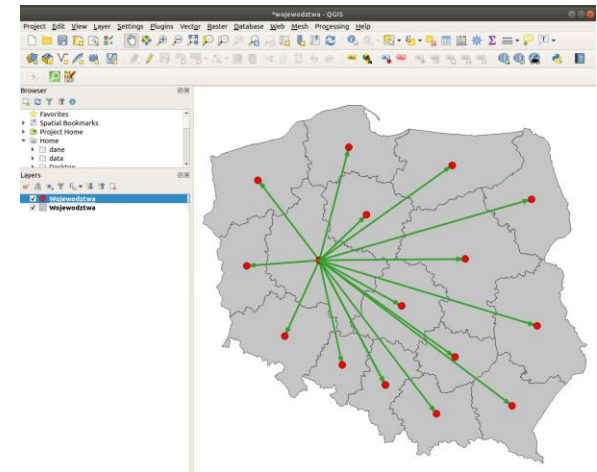 *wojewodztwa - QGIS
Project Edit View Layer Settings Plugins Vector Raster Database Web Mesh Processing Help
Browser
Favorites
Spatial Bookmarks
Project Home
Home
dane
data
Desktop
Layers
Wojewodztwa
Wojewodztwa